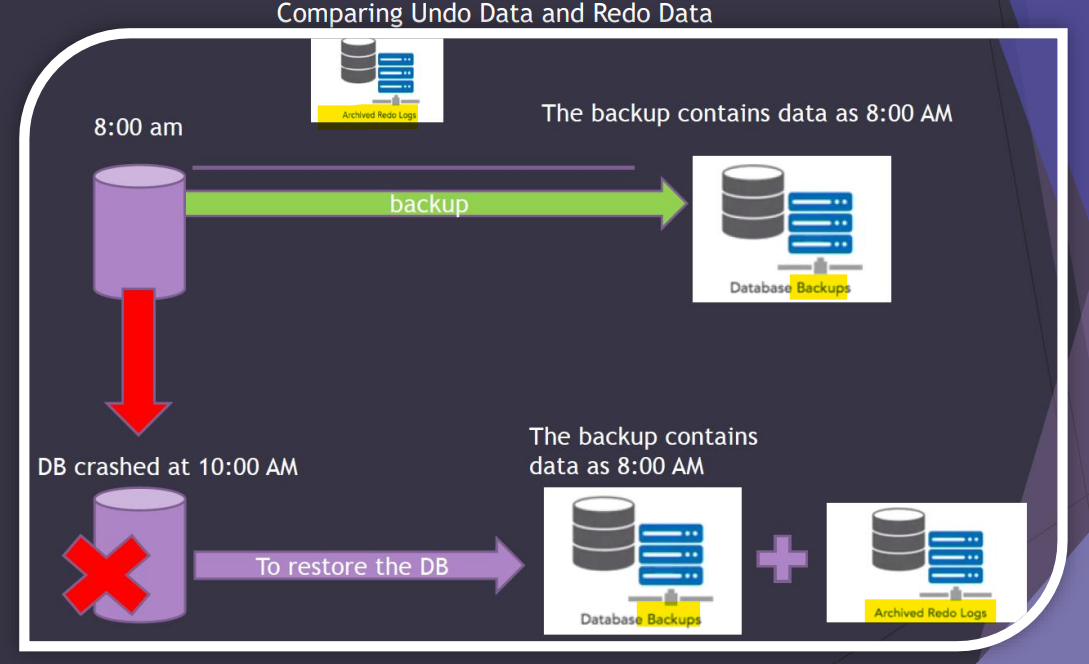 Comparing Undo Data and Redo Data
Archived Redo Logs
8:00 am
The backup contains data as 8:00 AM
backup
Database Backups
DB crashed at 10:00 AM
The backup contains
data as 8:00 AM
To restore the DB
Database Backups
Archived Redo Logs